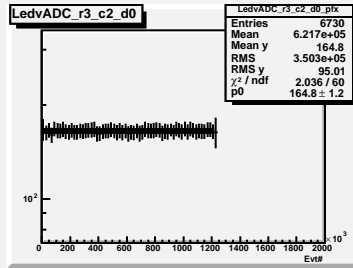 LedvADC_r3_c2_d0
LedvADC_r3_c2_d0_pfx
Entries 6730
Mean 6.217e+05
Mean y 164.8
RMS 3.503e+05
RMS y 95.01
χ² / ndf 2.036 / 60
p0 164.8 ± 1.2
10²
0 200 400 600 800 1000 1200 1400 1600 1800 2000
×10³
Evt#